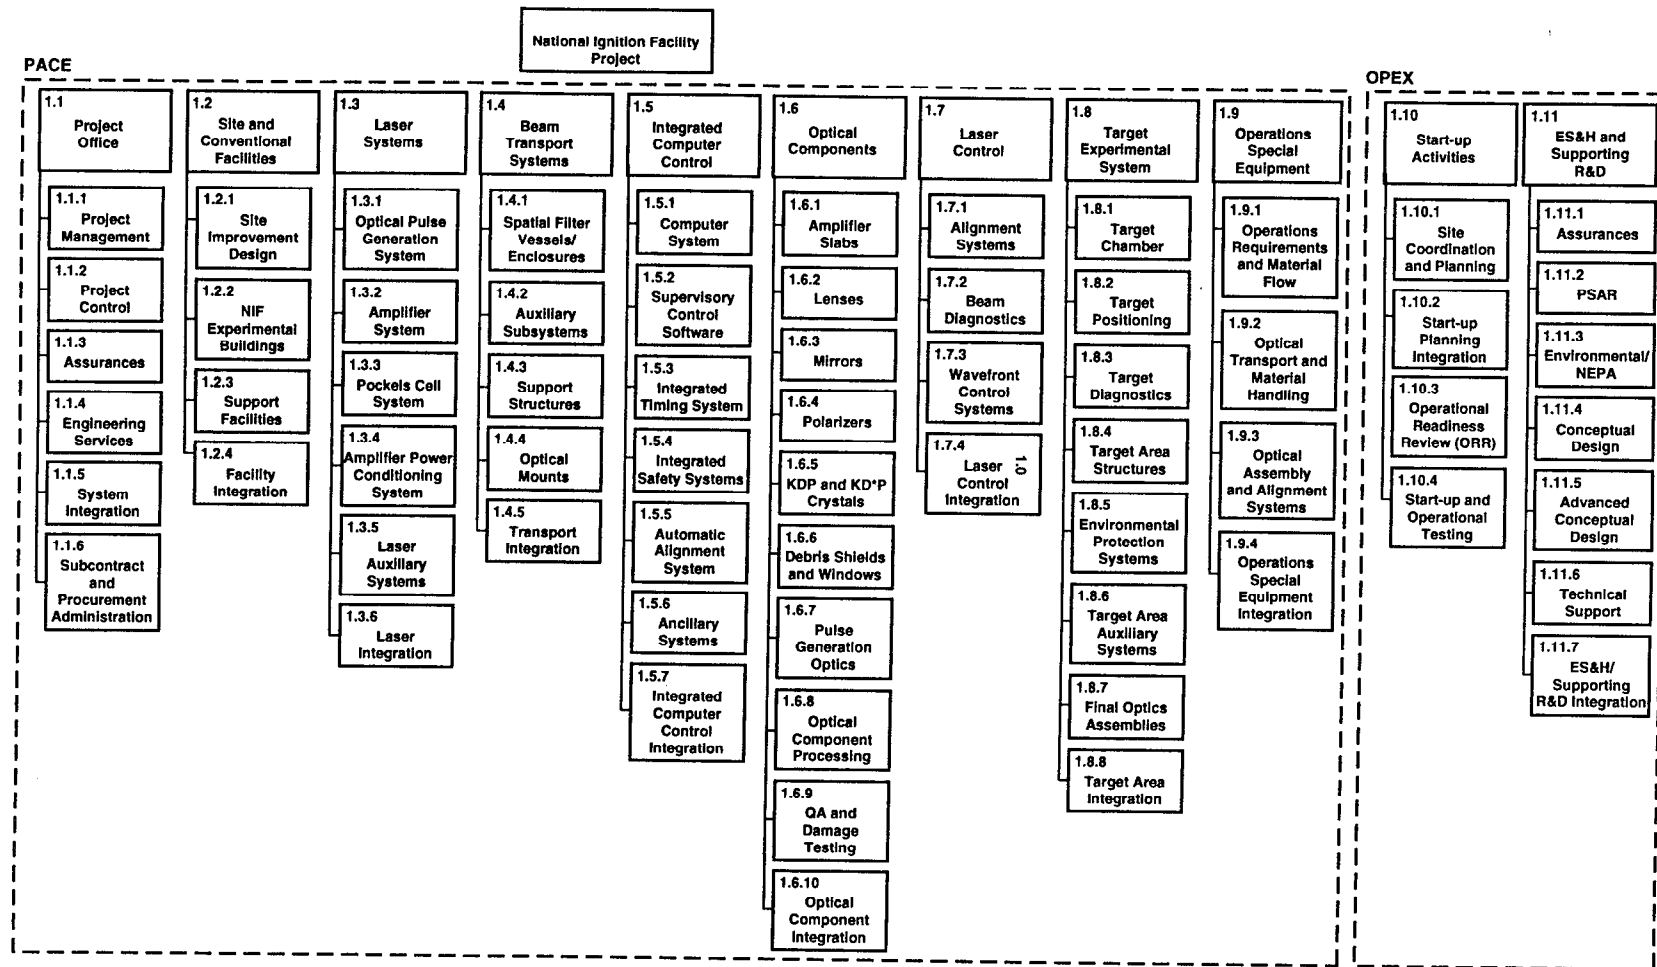 National Ignition Facility
Project
PACE
1.1
Project
Office
1.1.1
Project
Management
1.1.2
Project
Control
1.1.3
Assurances
1.1.4
Engineering
Services
1.1.5
System
Integration
1.1.6
Subcontract
and
Procurement
Administration
1.2
Site and
Conventional
Facilities
1.2.1
Site
Improvement
Design
1.2.2
NIF
Experimental
Buildings
1.2.3
Support
Facilities
1.2.4
Facility
Integration
1.3
Laser
Systems
1.3.1
Optical Pulse
Generation
System
1.3.2
Amplifier
System
1.3.3
Pockels Cell
System
1.3.4
Amplifier Power
Conditioning
System
1.3.5
Laser
Auxiliary
Systems
1.3.6
Laser
Integration
1.4
Beam
Transport
Systems
1.4.1
Spatial Filter
Vessels/
Enclosures
1.4.2
Auxiliary
Subsystems
1.4.3
Support
Structures
1.4.4
Optical
Mounts
1.4.5
Transport
Integration
1.5
Integrated
Computer
Control
1.5.1
Computer
System
1.5.2
Supervisory
Control
Software
1.5.3
Integrated
Timing System
1.5.4
Integrated
Safety Systems
1.5.5
Automatic
Alignment
System
1.5.6
Ancillary
Systems
1.5.7
Integrated
Computer
Control
Integration
1.6
Optical
Components
1.6.1
Amplifier
Slabs
1.6.2
Lenses
1.6.3
Mirrors
1.6.4
Polarizers
1.6.5
KDP and KD*P
Crystals
1.6.6
Debris Shields
and Windows
1.6.7
Pulse
Generation
Optics
1.6.8
Optical
Component
Processing
1.6.9
QA and
Damage
Testing
1.6.10
Optical
Component
Integration
1.7
Laser
Control
1.7.1
Alignment
Systems
1.7.2
Beam
Diagnostics
1.7.3
Wavefront
Control
Systems
1.7.4
Laser
Control
Integration
1.0
1.8
Target
Experimental
System
1.8.1
Target
Chamber
1.8.2
Target
Positioning
1.8.3
Target
Diagnostics
1.8.4
Target Area
Structures
1.8.5
Environmental
Protection
Systems
1.8.6
Target Area
Auxiliary
Systems
1.8.7
Final Optics
Assemblies
1.8.8
Target Area
Integration
1.9
Operations
Special
Equipment
1.9.1
Operations
Requirements
and Material
Flow
1.9.2
Optical
Transport and
Material
Handling
1.9.3
Optical
Assembly
and Alignment
Systems
1.9.4
Operations
Special
Equipment
Integration
OPEX
1.10
Start-up
Activities
1.10.1
Site
Coordination
and Planning
1.10.2
Start-up
Planning
Integration
1.10.3
Operational
Readiness
Review (ORR)
1.10.4
Start-up and
Operational
Testing
1.11
ES&H and
Supporting
R&D
1.11.1
Assurances
1.11.2
PSAR
1.11.3
Environmental/
NEPA
1.11.4
Conceptual
Design
1.11.5
Advanced
Conceptual
Design
1.11.6
Technical
Support
1.11.7
ES&H/
Supporting
R&D Integration